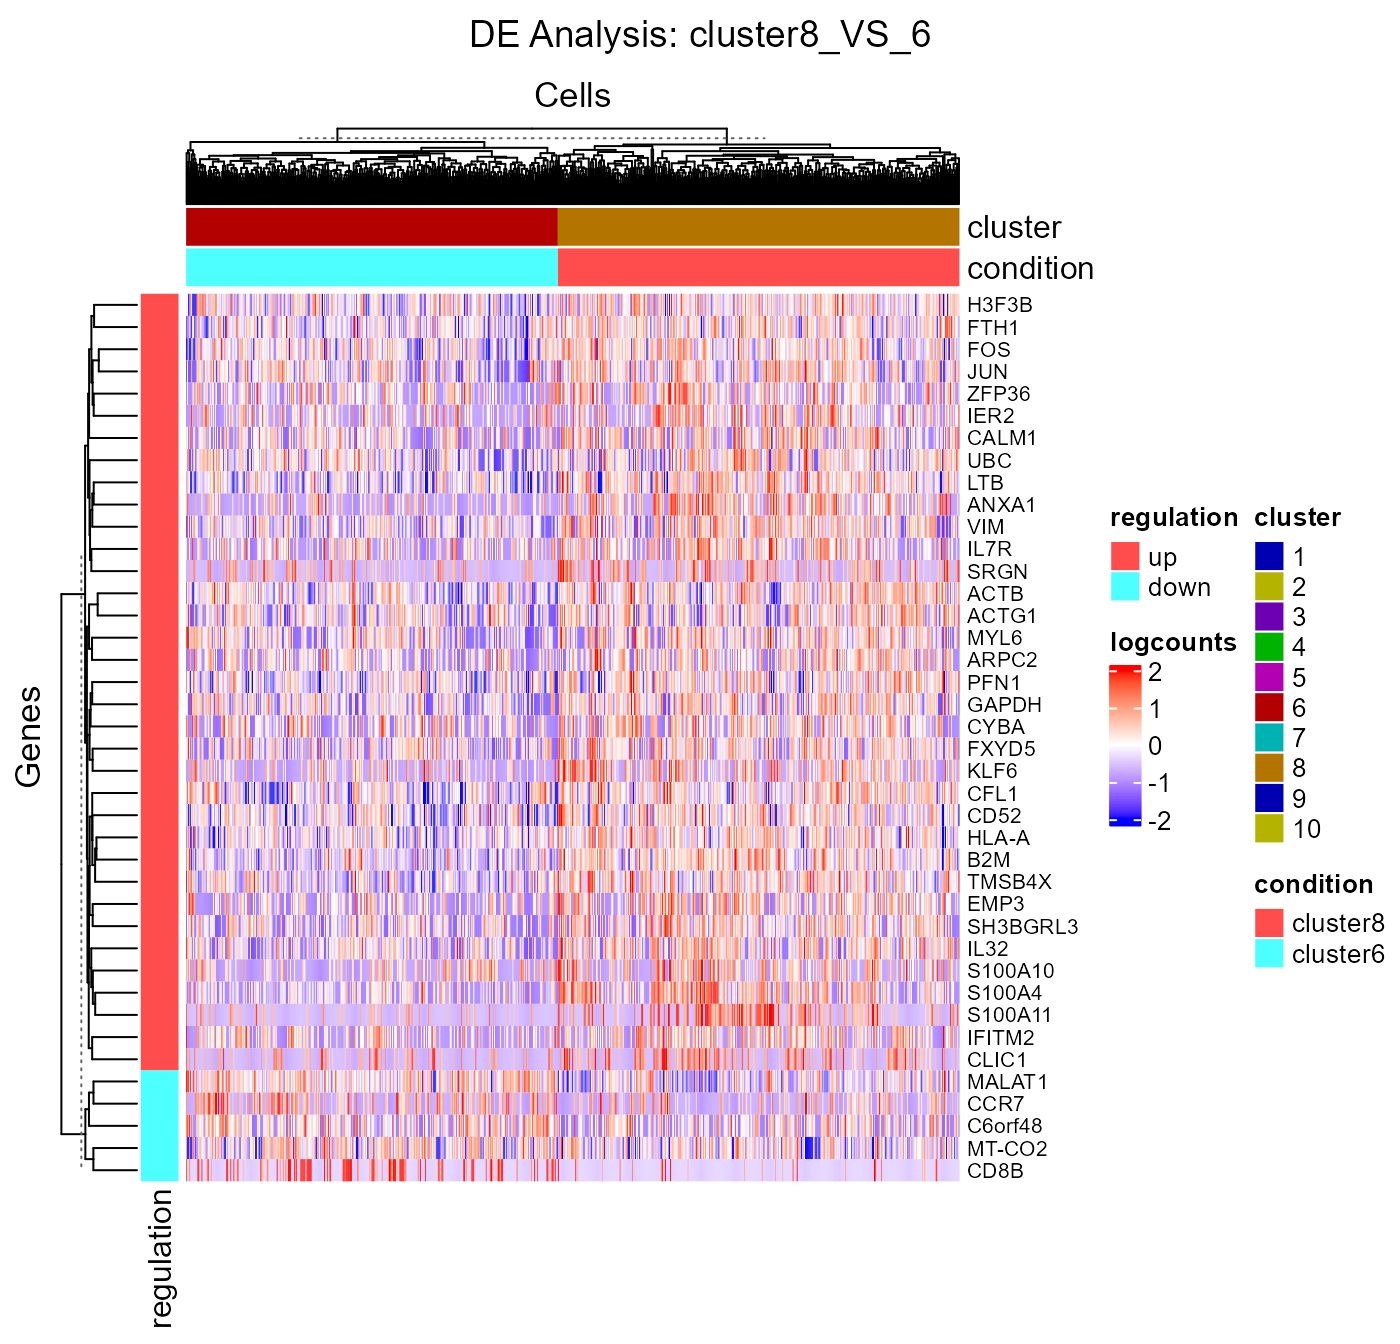 DE Analysis: cluster8_VS_6
Cells
cluster
condition
H3F3B
FTH1
FOS
JUN
ZFP36
IER2
CALM1
UBC
LTB
ANXA1
VIM
IL7R
SRGN
ACTB
ACTG1
MYL6
ARPC2
PFN1
GAPDH
CYBA
FXYD5
KLF6
CFL1
CD52
HLA-A
B2M
TMSB4X
EMP3
SH3BGRL3
IL32
S100A10
S100A4
S100A11
IFITM2
CLIC1
MALAT1
CCR7
C6orf48
MT-CO2
CD8B
Genes
regulation
regulation
up
down
logcounts
2
1
0
-1
-2
cluster
1
2
3
4
5
6
7
8
9
10
condition
cluster8
cluster6